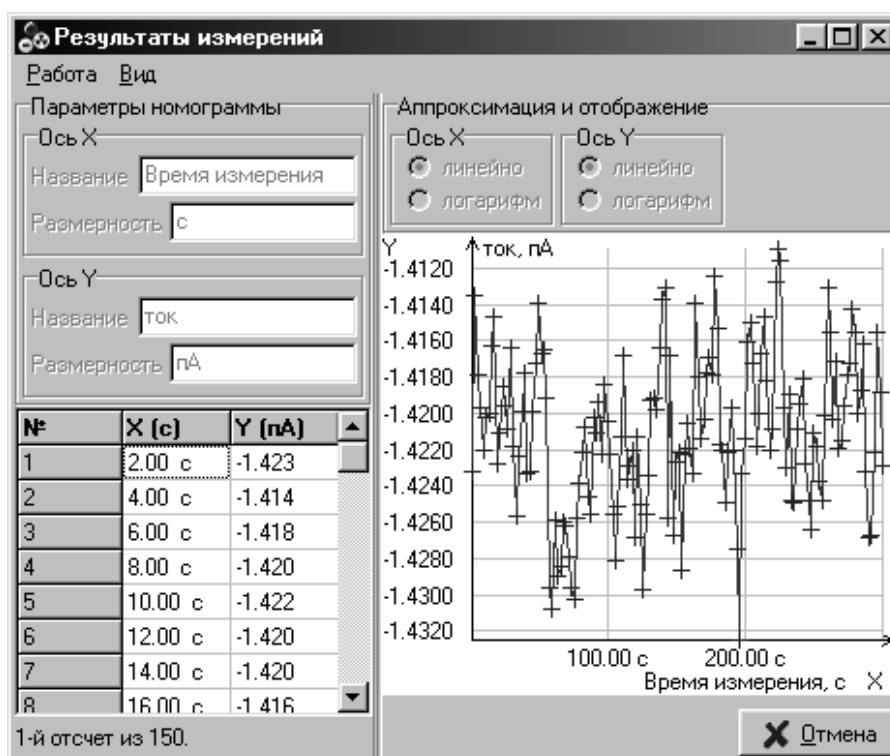 Результаты измерений
Работа Вид
Параметры номограммы
Ось X
Название Время измерения
Размерность с
Ось Y
Название ток
Размерность пА
№ X (с) Y (пА)
1 2.00 с -1.423
2 4.00 с -1.414
3 6.00 с -1.418
4 8.00 с -1.420
5 10.00 с -1.422
6 12.00 с -1.420
7 14.00 с -1.420
8 16.00 с -1.416
1-й отсчет из 150.
Аппроксимация и отображение
Ось X Ось Y
линейно линейно
логарифм логарифм
Y ток, пА
-1.4120
-1.4140
-1.4160
-1.4180
-1.4200
-1.4220
-1.4240
-1.4260
-1.4280
-1.4300
-1.4320
100.00 с 200.00 с
Время измерения, с X
Отмена